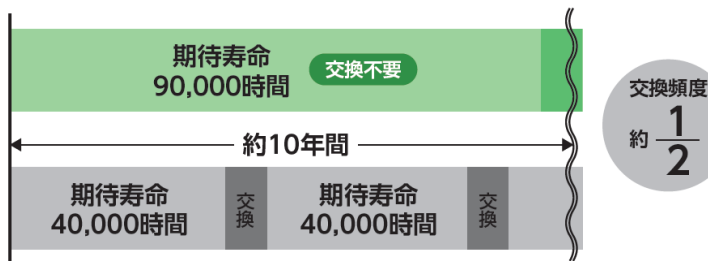 期待寿命
90,000時間
交換不要
約10年間
期待寿命
40,000時間
交換
期待寿命
40,000時間
交換
交換頻度
約 1/2